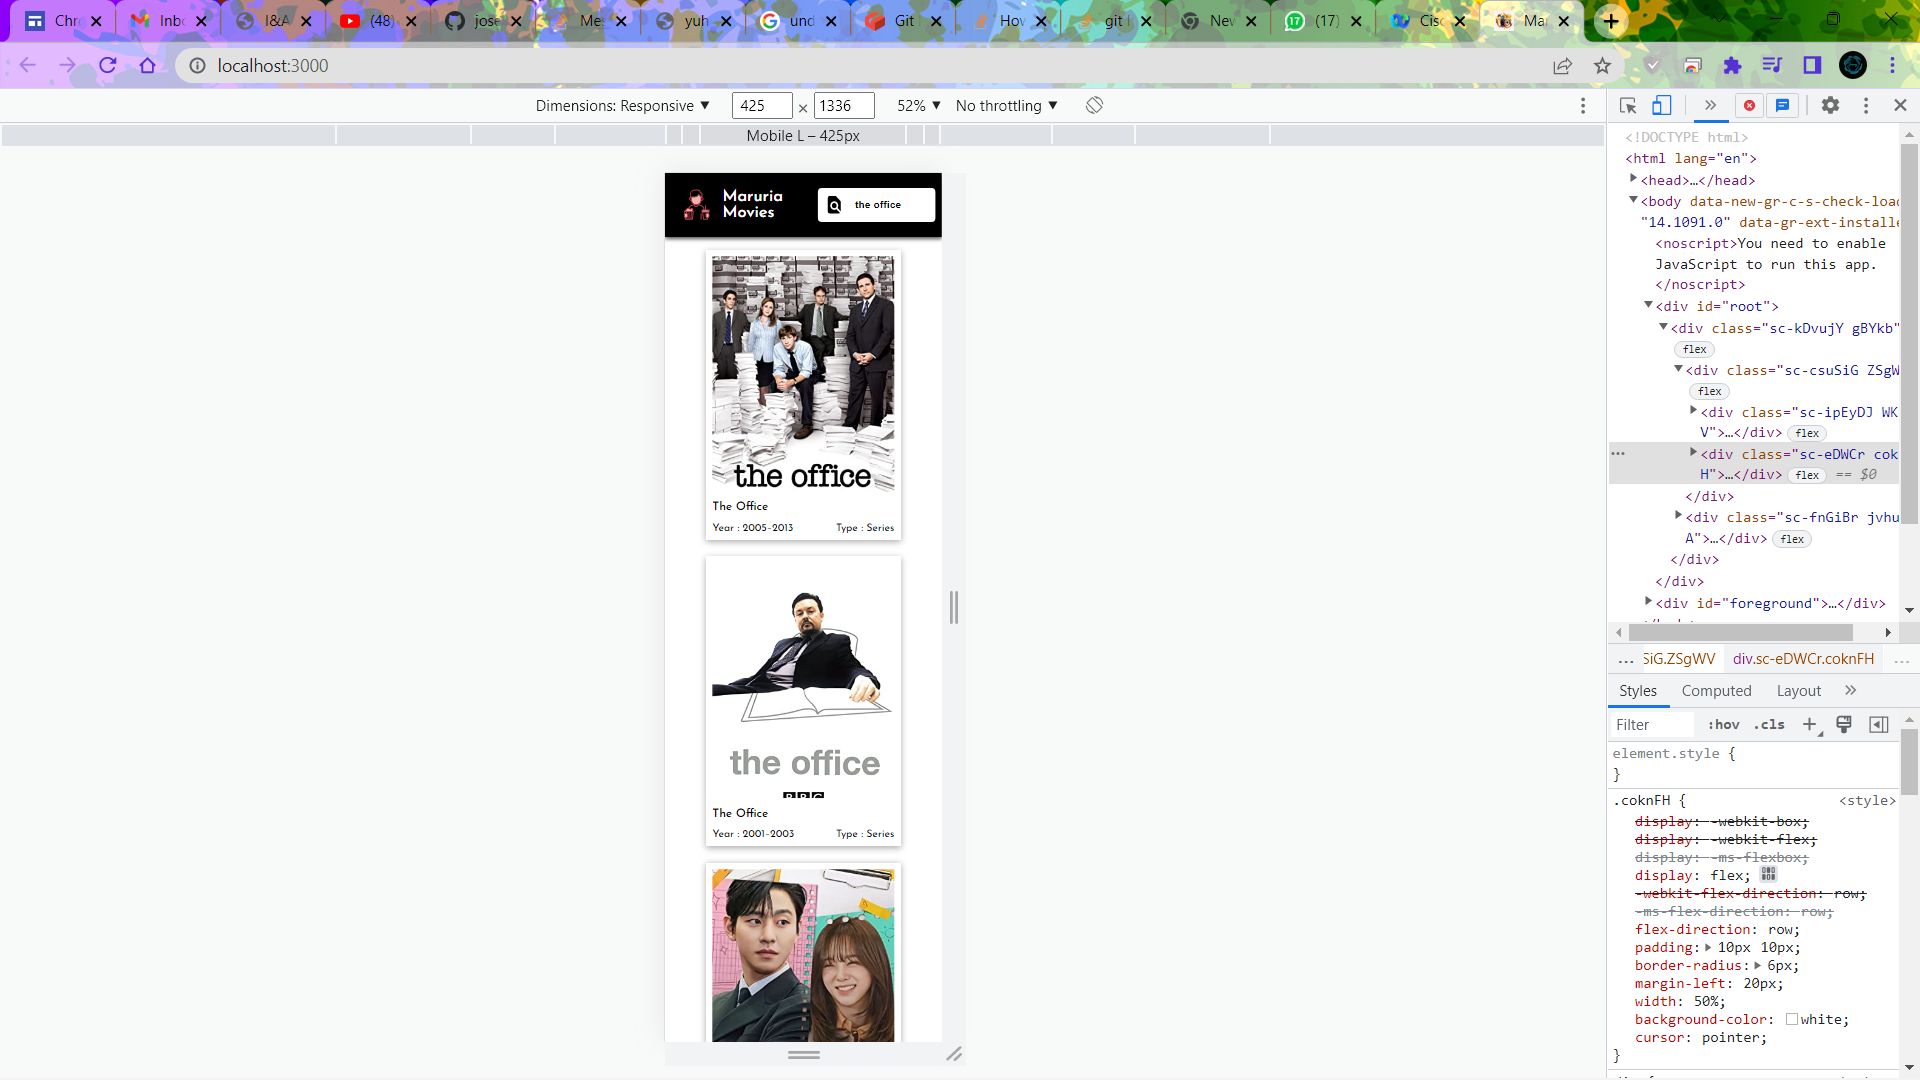 Chr
Inb
I&A
(48)
jose
Me
yuh
und
Git
Hov
git
New
17
(17)
Cisc
Mar
localhost:3000
Dimensions: Responsive ▼
425 × 1336
52% ▼
No throttling ▼
Mobile L – 425px
Maruria
Movies
the office
the office
The Office
Year : 2005–2013
Type : Series
the office
BBC
The Office
Year : 2001–2003
Type : Series
<!DOCTYPE html>
<html lang="en">
<head>…</head>
<body data-new-gr-c-s-check-load
"14.1091.0" data-gr-ext-installe
<noscript>You need to enable
JavaScript to run this app.
</noscript>
<div id="root">
<div class="sc-kDvujY gBYkb"
flex
<div class="sc-csuSiG ZSgW
flex
<div class="sc-ipEyDJ WK
V">…</div> flex
… <div class="sc-eDWCr cok
H">…</div> flex == $0
</div>
<div class="sc-fnGiBr jvhu
A">…</div> flex
</div>
</div>
<div id="foreground">…</div>
… SiG.ZSgWV div.sc-eDWCr.coknFH …
Styles Computed Layout
Filter :hov .cls
element.style {
}
.coknFH { <style>
display: -webkit-box;
display: -webkit-flex;
display: -ms-flexbox;
display: flex;
-webkit-flex-direction: row;
-ms-flex-direction: row;
flex-direction: row;
padding: 10px 10px;
border-radius: 6px;
margin-left: 20px;
width: 50%;
background-color: white;
cursor: pointer;
}